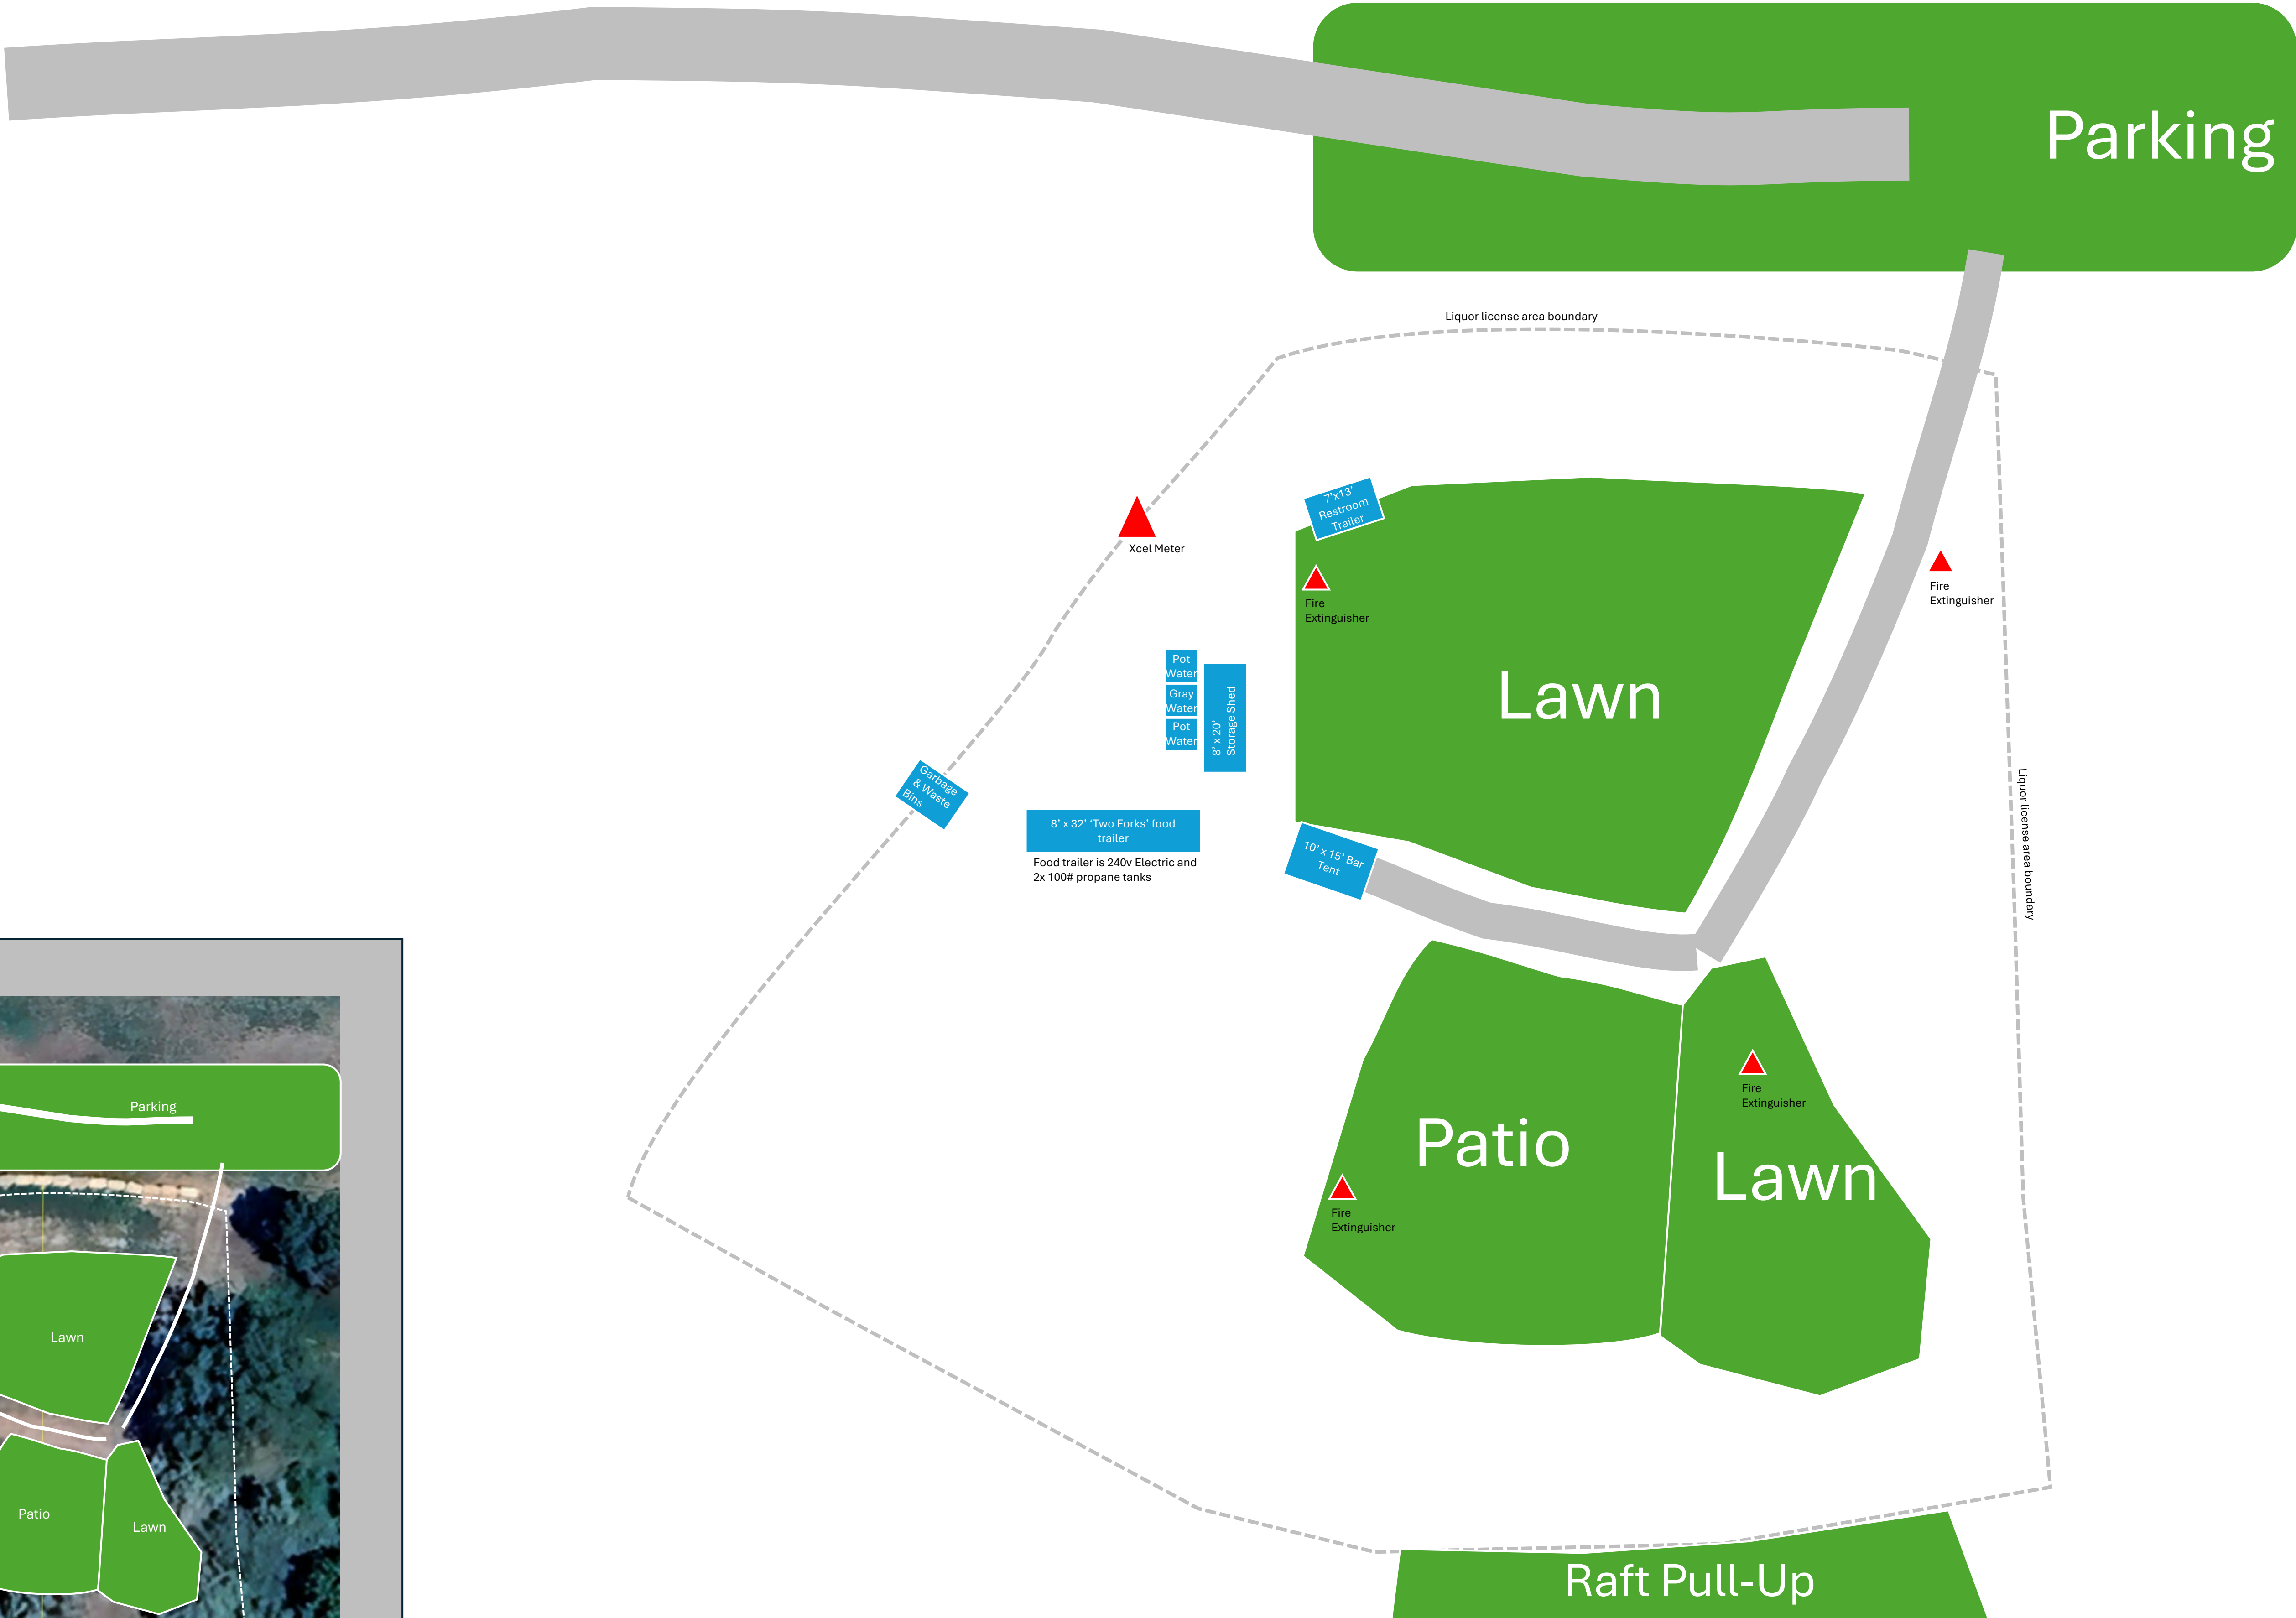 Parking
Liquor license area boundary
7’x13’
Restroom
Trailer
Xcel Meter
Fire
Extinguisher
Fire
Extinguisher
Pot
Water
Gray
Water
Pot
Water
8’ x 20’
Storage Shed
Lawn
Garbage
& Waste
Bins
8’ x 32’ ‘Two Forks’ food
trailer
Food trailer is 240v Electric and
2x 100# propane tanks
10’ x 15’ Bar
Tent
Liquor license area boundary
Patio
Fire
Extinguisher
Lawn
Fire
Extinguisher
Raft Pull-Up
Parking
Lawn
Patio
Lawn